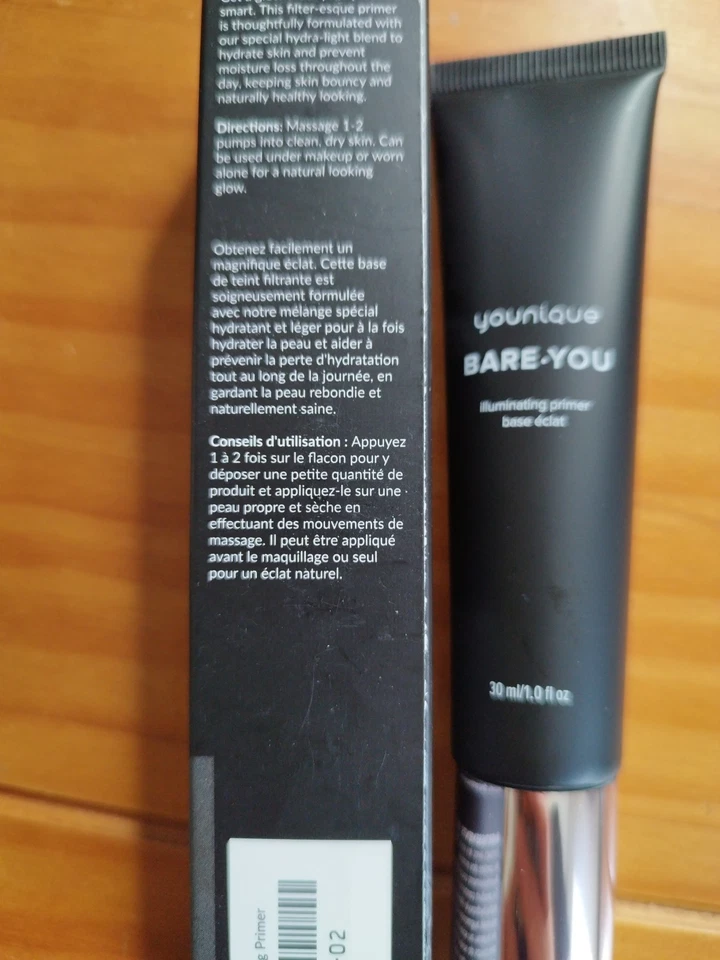 smart. This filter-esque primer
is thoughtfully formulated with
our special hydra-light blend to
hydrate skin and prevent
moisture loss throughout the
day, keeping skin bouncy and
naturally healthy looking.
Directions: Massage 1-2
pumps into clean, dry skin. Can
be used under makeup or worn
alone for a natural looking
glow.
Obtenez facilement un
magnifique éclat. Cette base
de teint filtrante est
soigneusement formulée
avec notre mélange spécial
hydratant et léger pour à la fois
hydrater la peau et aider à
prévenir la perte d'hydratation
tout au long de la journée, en
gardant la peau rebondie et
naturellement saine.
Conseils d'utilisation : Appuyez
1 à 2 fois sur le flacon pour y
déposer une petite quantité de
produit et appliquez-le sur une
peau propre et sèche en
effectuant des mouvements de
massage. Il peut être appliqué
avant le maquillage ou seul
pour un éclat naturel.
g Primer
-02
younique
BARE·YOU
illuminating primer
base éclat
30 ml/1.0 fl oz